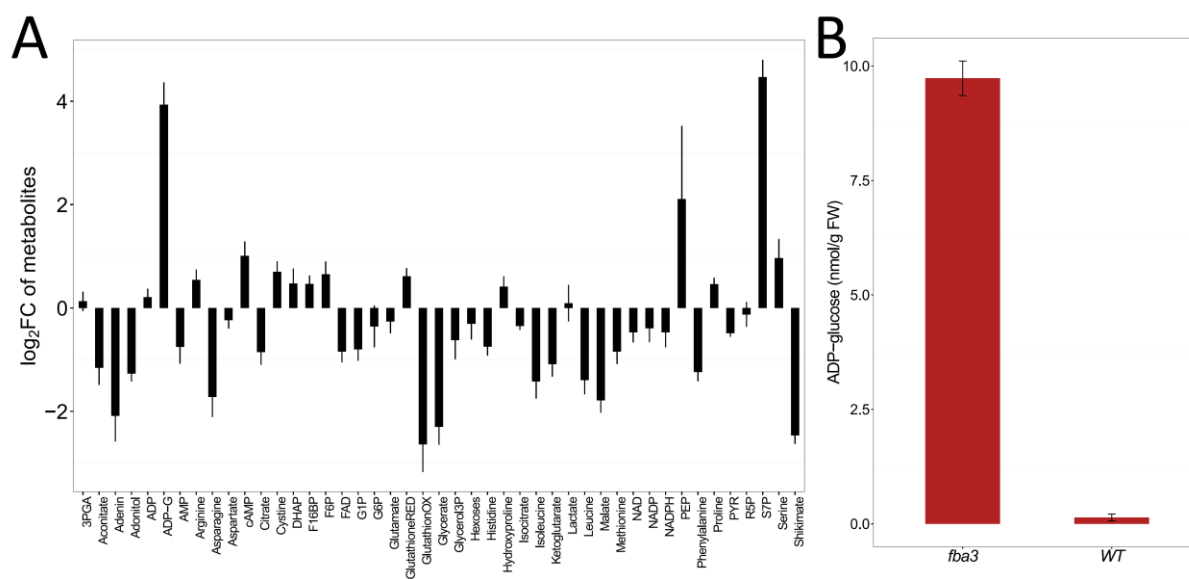 A
log₂FC of metabolites
4
2
0
−2
3PGA
Aconitate
Adenin
Adonitol
ADP
ADP−G
AMP
Arginine
Asparagine
Aspartate
cAMP
Citrate
Cystine
DHAP
F16BP
F6P
FAD
G1P
G6P
Glutamate
GlutathioneRED
GlutathionOX
Glycerate
Glycerol3P
Hexoses
Histidine
Hydroxyproline
Isocitrate
Isoleucine
Ketoglutarate
Lactate
Leucine
Malate
Methionine
NAD
NADP
NADPH
PEP
Phenylalanine
Proline
PYR
R5P
S7P
Serine
Shikimate
B
ADP−glucose (nmol/g FW)
10.0
7.5
5.0
2.5
0.0
fba3
WT